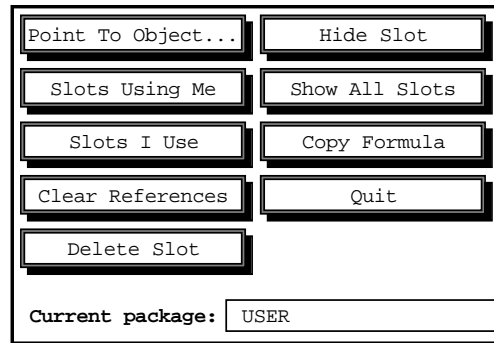 Point To Object... Hide Slot
Slots Using Me Show All Slots
Slots I Use Copy Formula
Clear References Quit
Delete Slot
Current package: USER